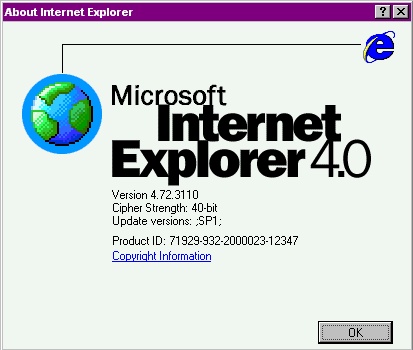 About Internet Explorer
Microsoft
Internet
Explorer 4.0
Version 4.72.3110
Cipher Strength: 40-bit
Update versions: ;SP1;
Product ID: 71929-932-2000023-12347
Copyright Information
OK